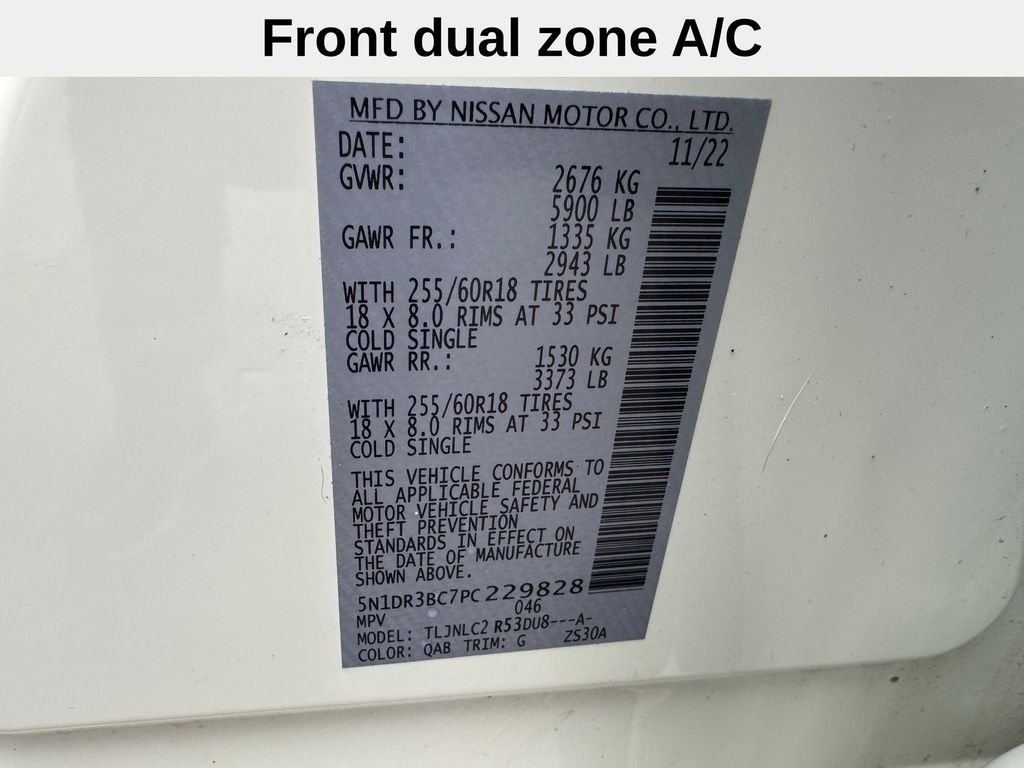 Front dual zone A/C
MFD BY NISSAN MOTOR CO., LTD.
DATE: 11/22
GVWR: 2676 KG
5900 LB
GAWR FR.: 1335 KG
2943 LB
WITH 255/60R18 TIRES
18 X 8.0 RIMS AT 33 PSI
COLD SINGLE
GAWR RR.: 1530 KG
3373 LB
WITH 255/60R18 TIRES
18 X 8.0 RIMS AT 33 PSI
COLD SINGLE
THIS VEHICLE CONFORMS TO
ALL APPLICABLE FEDERAL
MOTOR VEHICLE SAFETY AND
THEFT PREVENTION
STANDARDS IN EFFECT ON
THE DATE OF MANUFACTURE
SHOWN ABOVE.
5N1DR3BC7PC229828
MPV 046
MODEL: TLJNLC2 R53DU8---A-
COLOR: QAB TRIM: G ZS30A